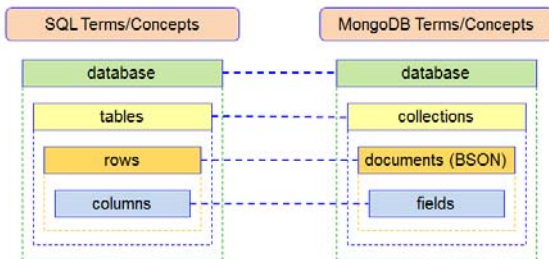 SQL Terms/Concepts MongoDB Terms/Concepts
database database
tables collections
rows documents (BSON)
columns fields